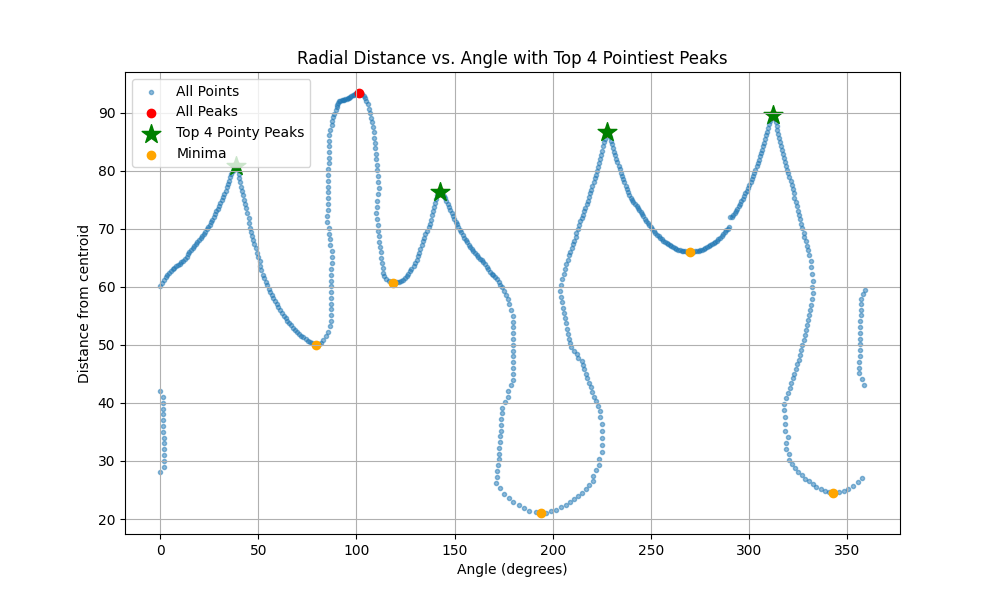 Radial Distance vs. Angle with Top 4 Pointiest Peaks
All Points
All Peaks
Top 4 Pointy Peaks
Minima
90
80
70
60
50
40
30
20
Distance from centroid
0 50 100 150 200 250 300 350
Angle (degrees)